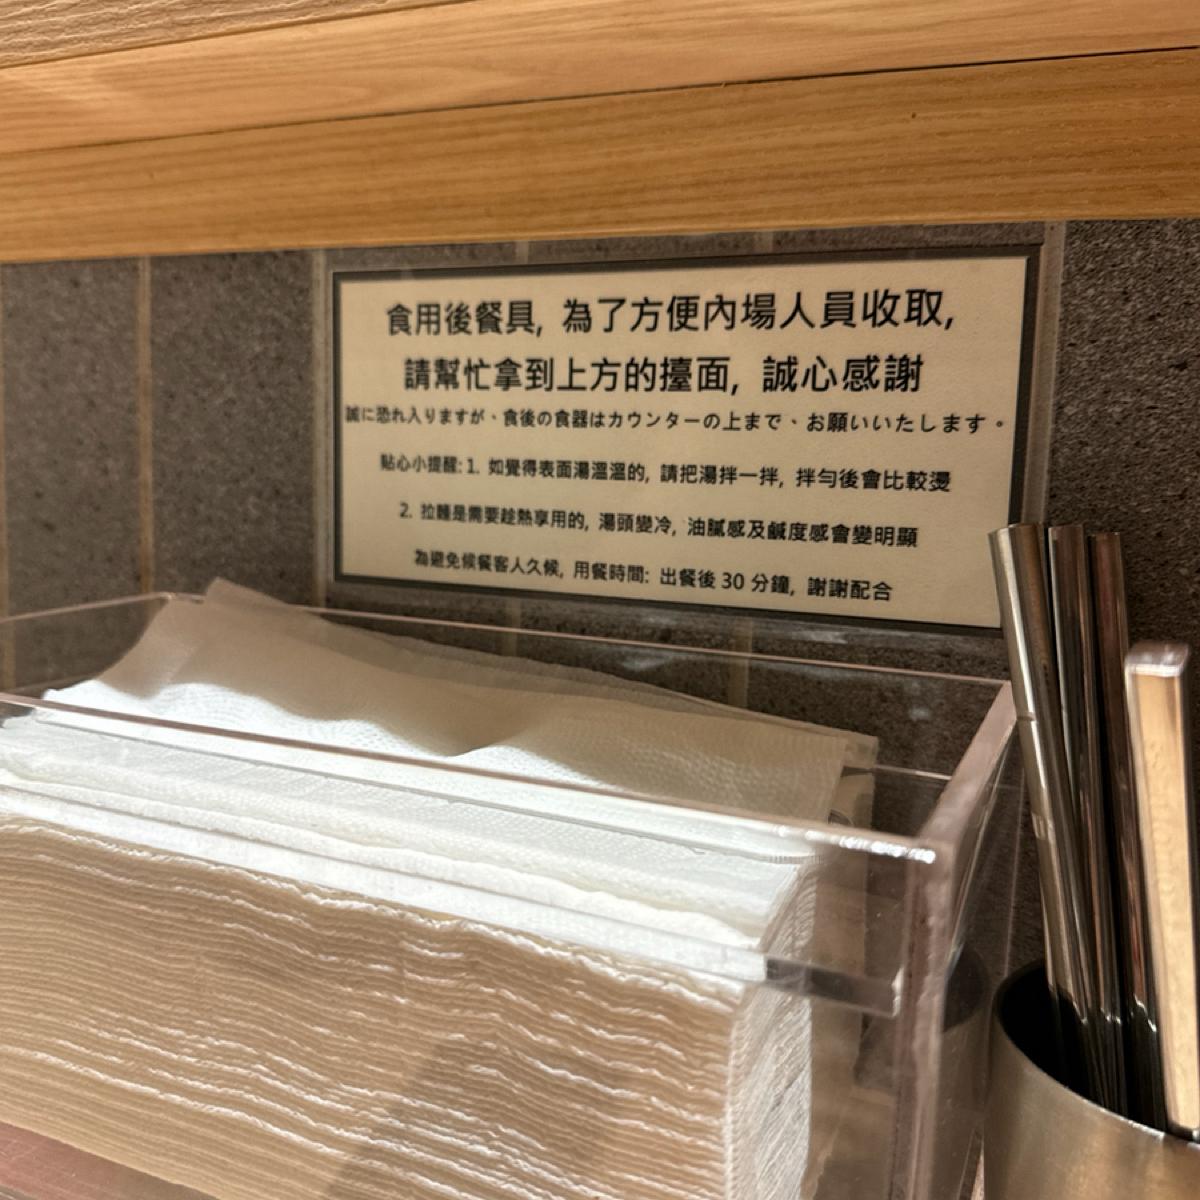 食用後餐具, 為了方便內場人員收取,
請幫忙拿到上方的擡面, 誠心感謝
誠に恐れ入りますが、食後の食器はカウンターの上まで、お願いいたします。
貼心小提醒: 1. 如覺得表面湯溫溫的, 請把湯拌一拌, 拌勻後會比較燙
2. 拉麵是需要趁熱享用的, 湯頭變冷, 油膩感及鹹度感會變明顯
為避免候餐客人久候, 用餐時間: 出餐後 30 分鐘, 謝謝配合